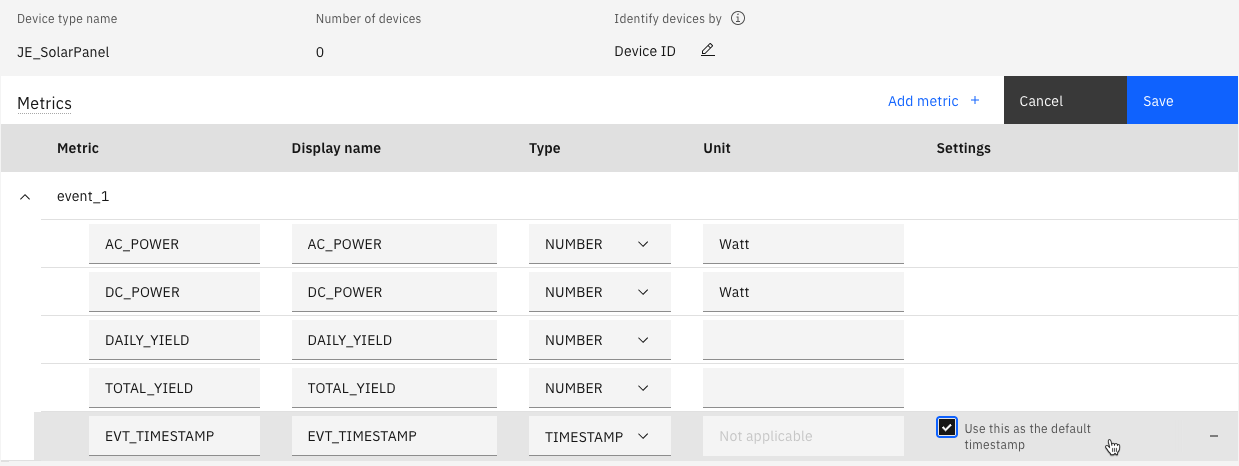 Device type name Number of devices Identify devices by
JE_SolarPanel 0 Device ID
Metrics Add metric + Cancel Save
Metric Display name Type Unit Settings
event_1
AC_POWER AC_POWER NUMBER Watt
DC_POWER DC_POWER NUMBER Watt
DAILY_YIELD DAILY_YIELD NUMBER
TOTAL_YIELD TOTAL_YIELD NUMBER
EVT_TIMESTAMP EVT_TIMESTAMP TIMESTAMP Not applicable Use this as the default
timestamp